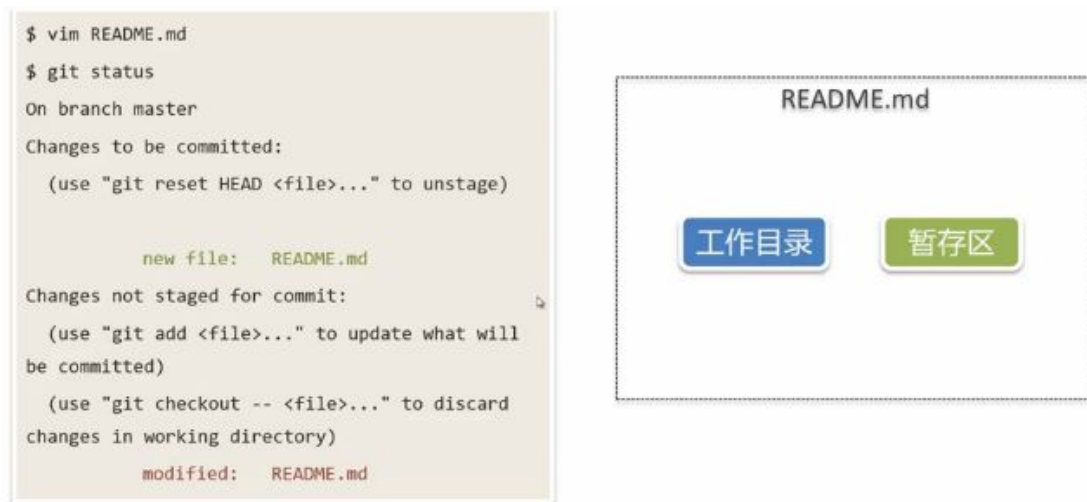 $ vim README.md
$ git status
On branch master
Changes to be committed:
(use "git reset HEAD <file>..." to unstage)
new file: README.md
Changes not staged for commit:
(use "git add <file>..." to update what will
be committed)
(use "git checkout -- <file>..." to discard
changes in working directory)
modified: README.md
README.md
工作目录
暂存区